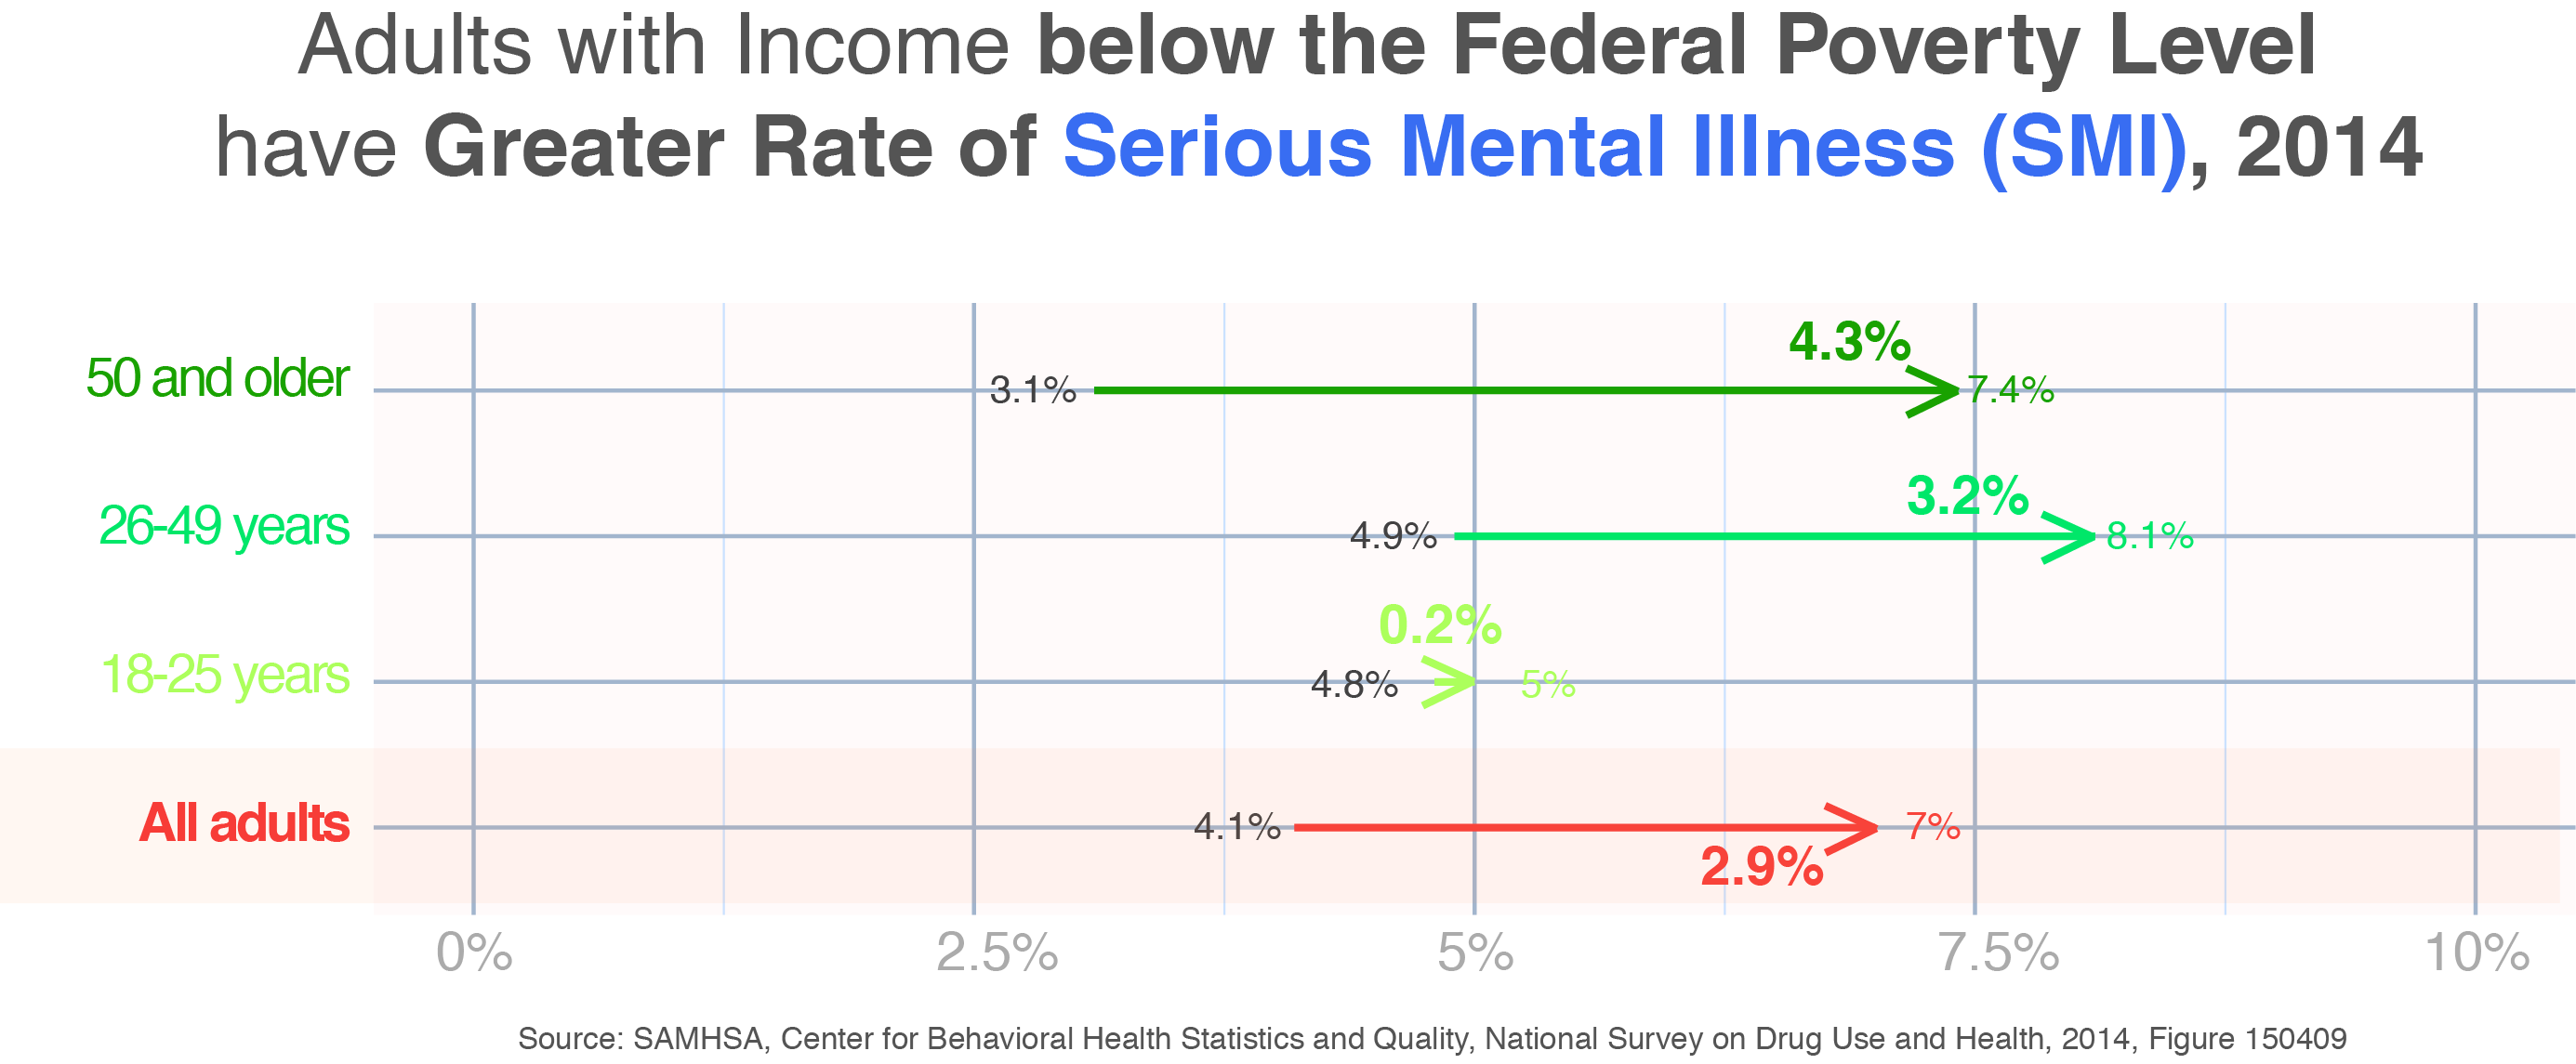 Adults with Income below the Federal Poverty Level
have Greater Rate of Serious Mental Illness (SMI), 2014
4.3%
50 and older
3.1%
7.4%
3.2%
26-49 years
4.9%
8.1%
0.2%
18-25 years
4.8%
5%
All adults
4.1%
7%
2.9%
0%
2.5%
5%
7.5%
10%
Source: SAMHSA, Center for Behavioral Health Statistics and Quality, National Survey on Drug Use and Health, 2014, Figure 150409